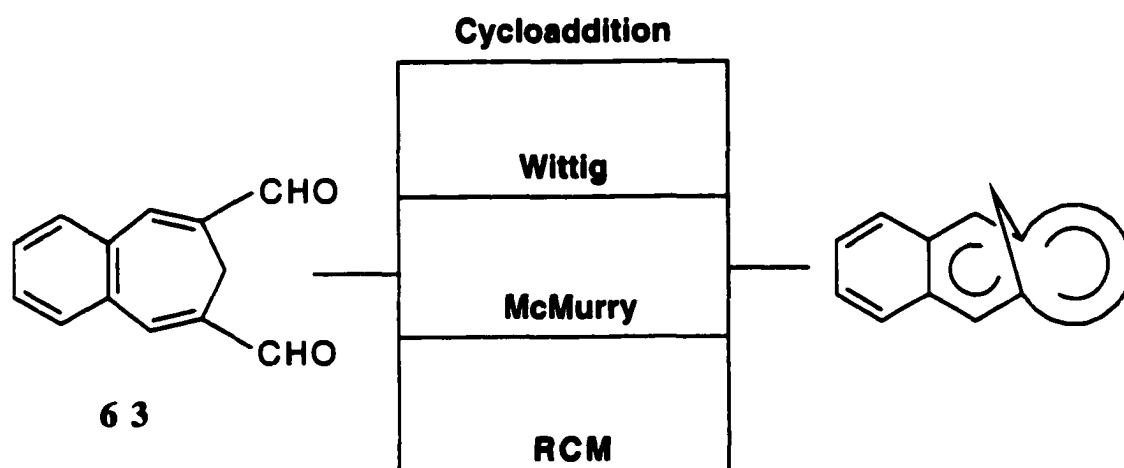 Cycloaddition
CHO
Wittig
McMurry
CHO
6 3
RCM